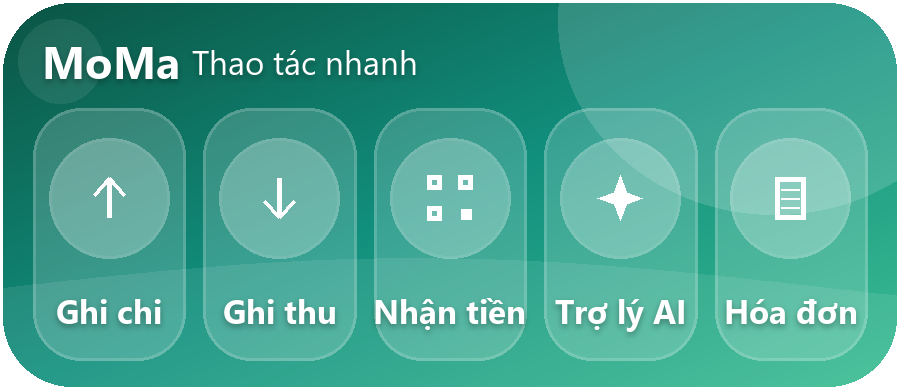 MoMa Thao tác nhanh
Ghi chi
Ghi thu
Nhận tiền
Trợ lý AI
Hóa đơn